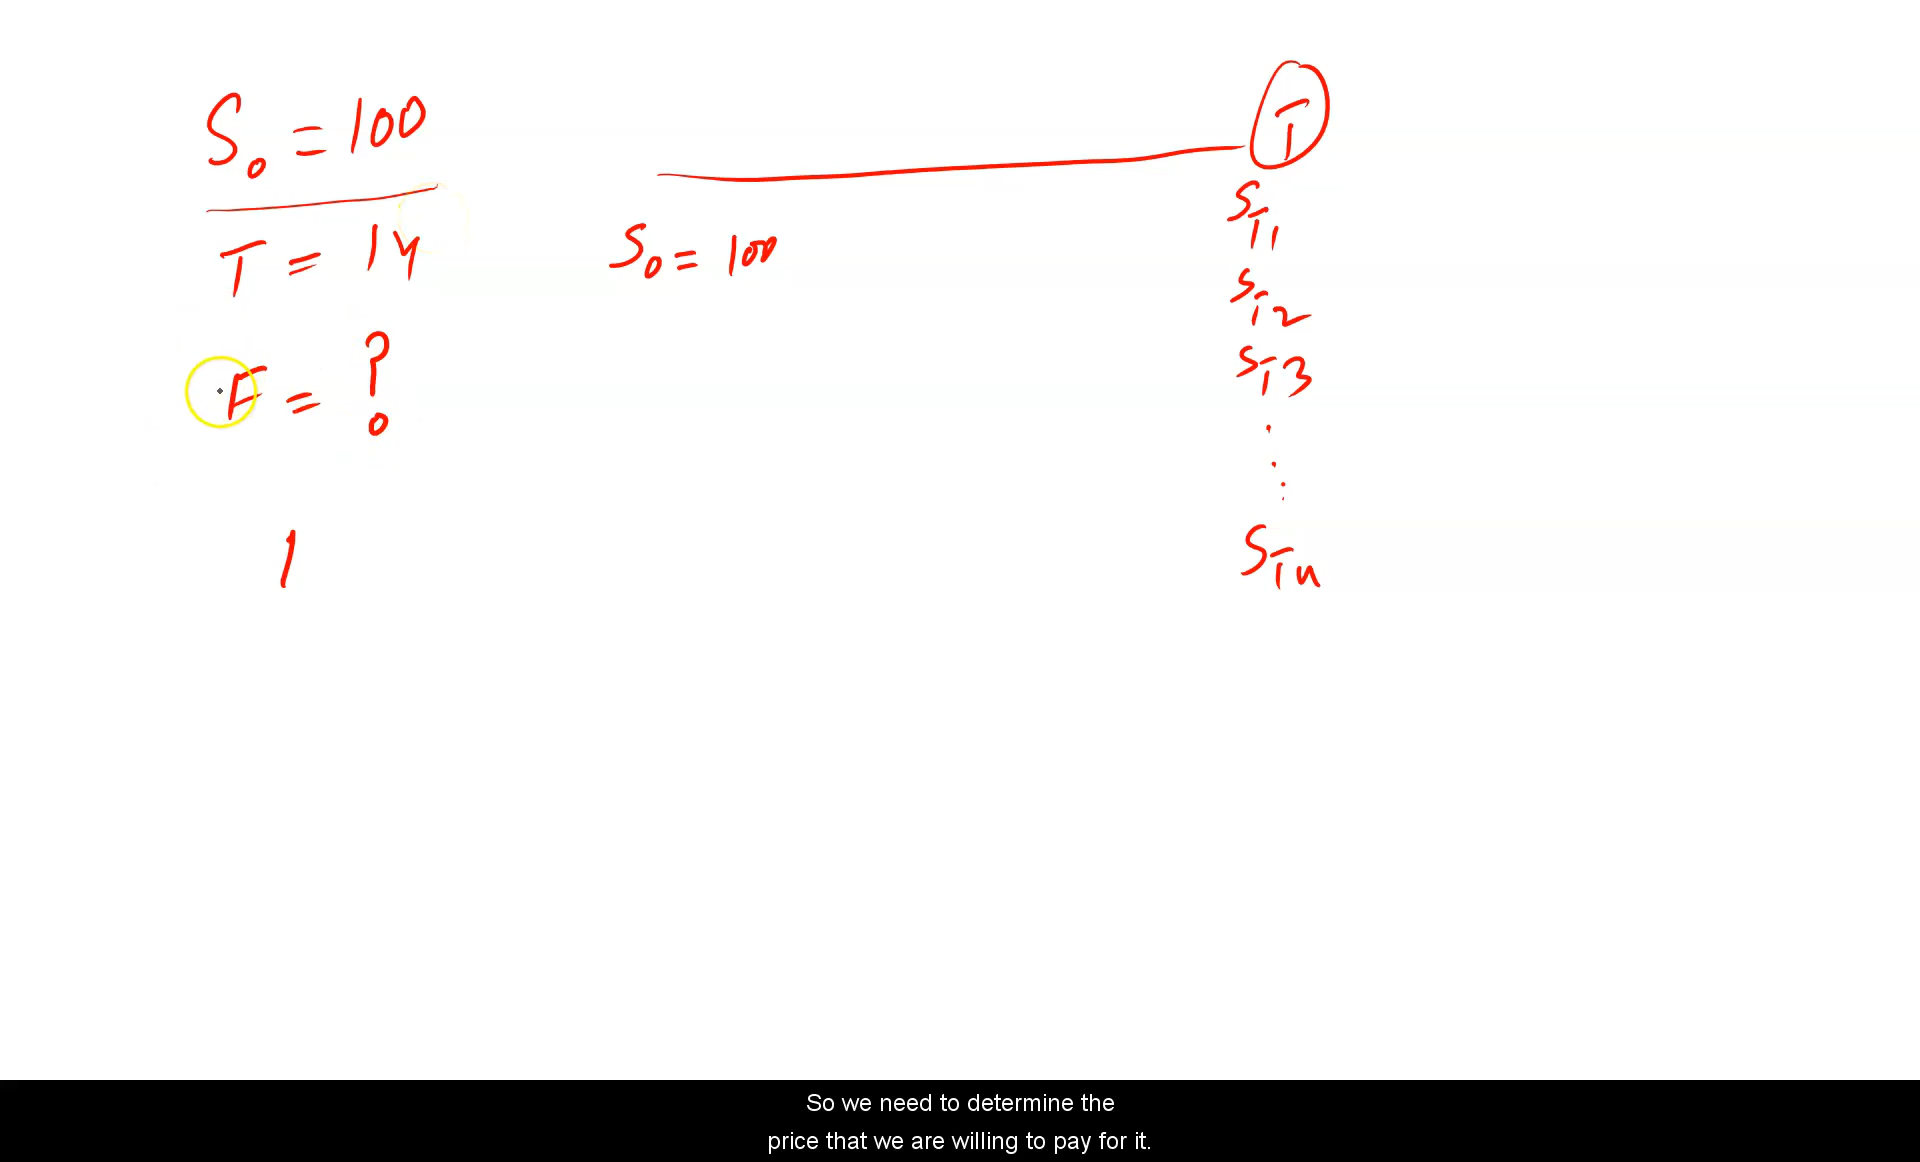 S₀ = 100
T = 1Y
F = ?
1
T
S₀ = 100
S_T1
S_T2
S_T3
.
.
.
S_Tn
So we need to determine the
price that we are willing to pay for it.